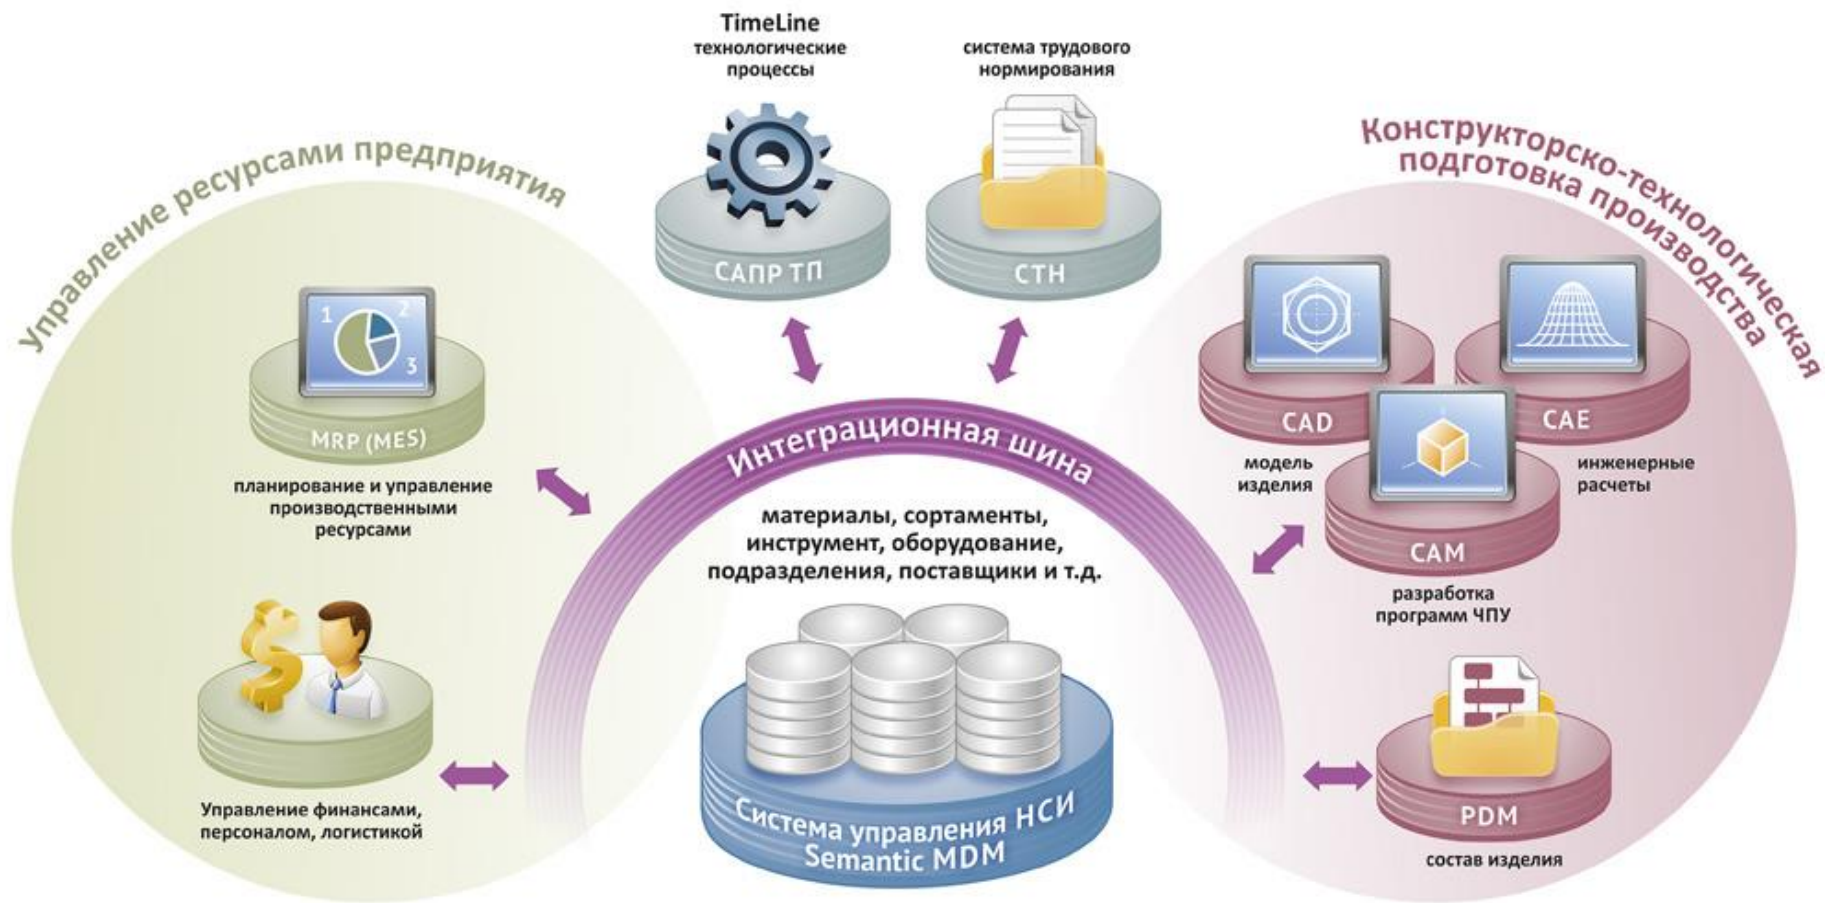 TimeLine
технологические
процессы
САПР ТП
система трудового
нормирования
СТН
Управление ресурсами предприятия
1
2
3
MRP (MES)
планирование и управление
производственными
ресурсами
Управление финансами,
персоналом, логистикой
Интеграционная шина
материалы, сортаменты,
инструмент, оборудование,
подразделения, поставщики и т.д.
Система управления НСИ
Semantic MDM
Конструкторско-технологическая
подготовка производства
CAD
CAE
модель
изделия
инженерные
расчеты
CAM
разработка
программ ЧПУ
PDM
состав изделия